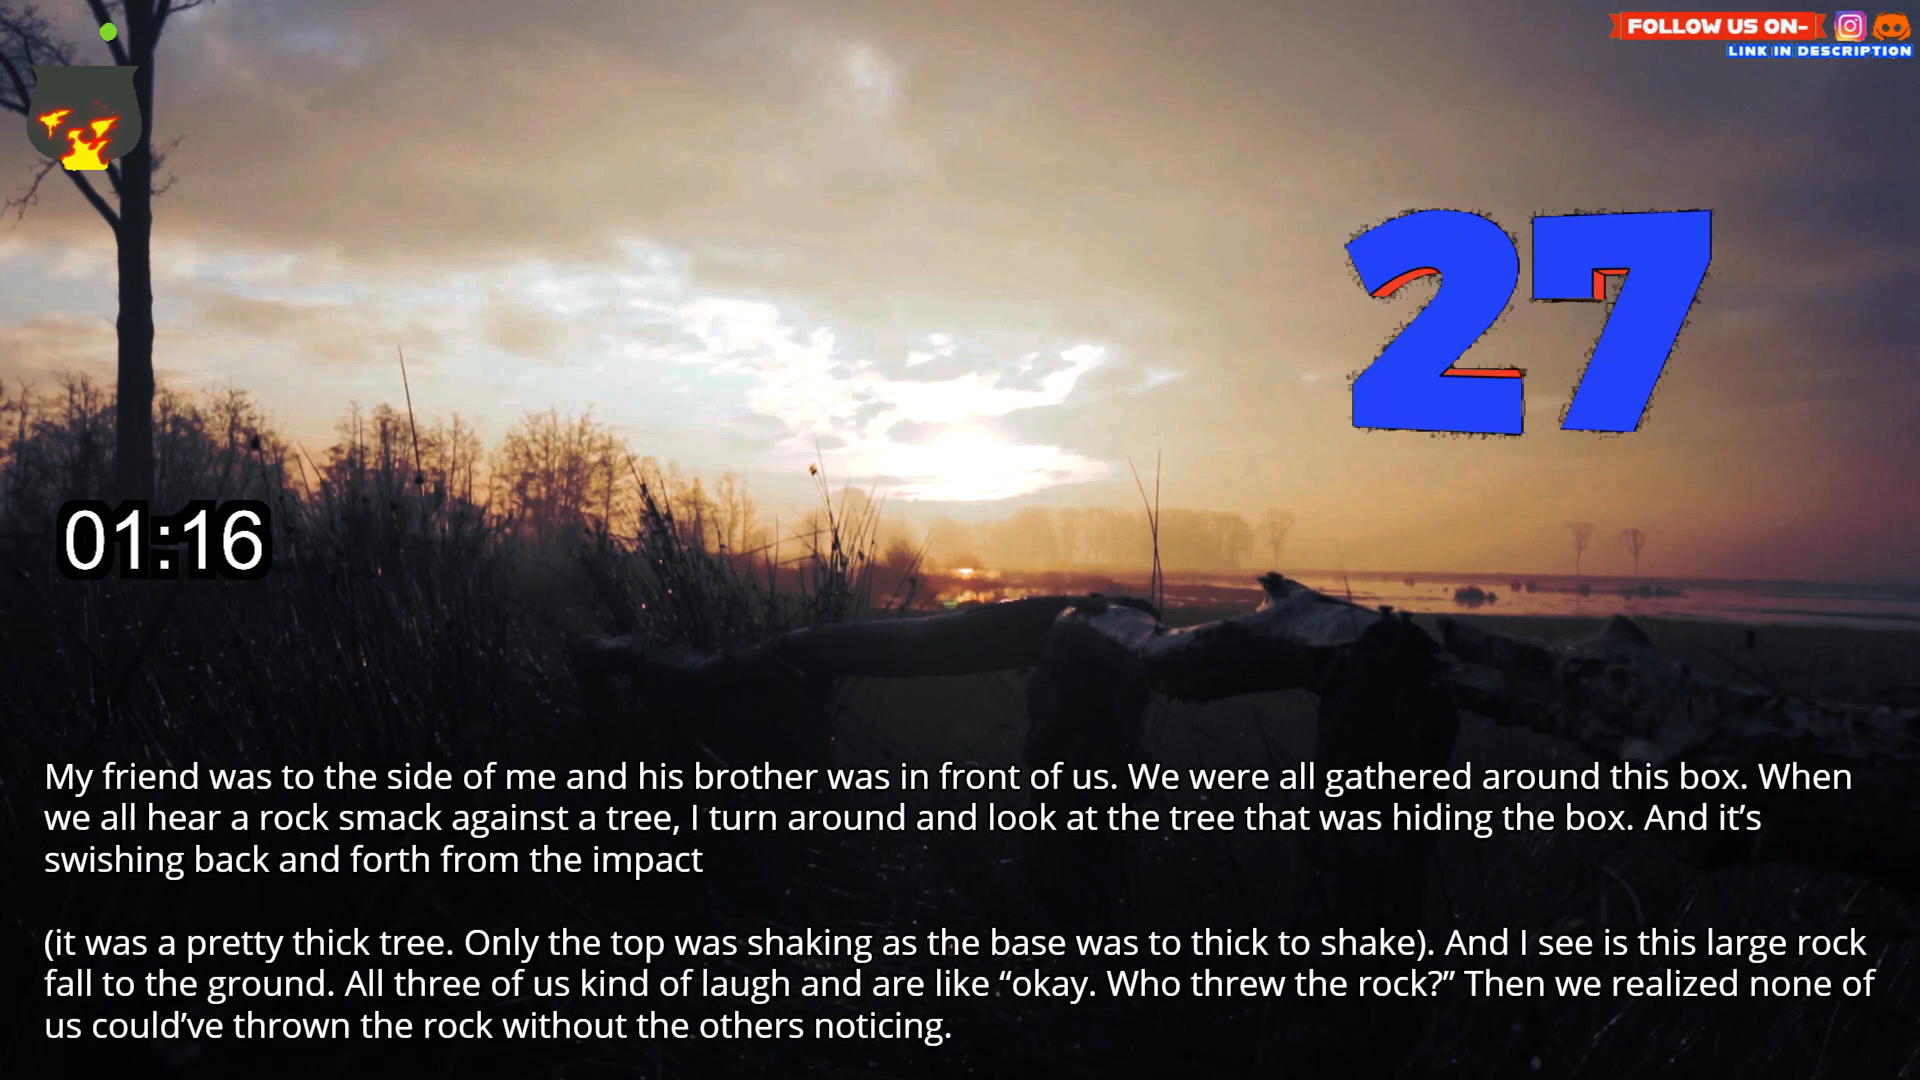 FOLLOW US ON-
LINK IN DESCRIPTION
27
01:16
My friend was to the side of me and his brother was in front of us. We were all gathered around this box. When
we all hear a rock smack against a tree, I turn around and look at the tree that was hiding the box. And it’s
swishing back and forth from the impact
(it was a pretty thick tree. Only the top was shaking as the base was to thick to shake). And I see is this large rock
fall to the ground. All three of us kind of laugh and are like “okay. Who threw the rock?” Then we realized none of
us could’ve thrown the rock without the others noticing.